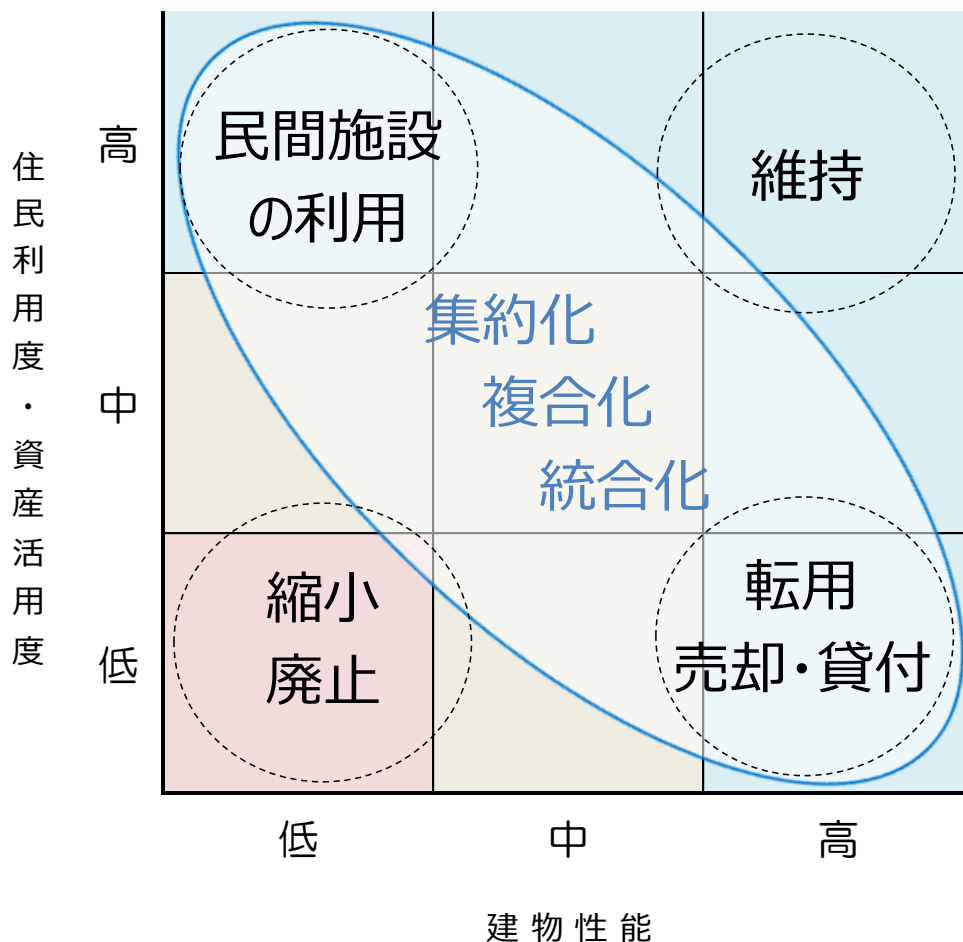 住民利用度・資産活用度
高
中
低
民間施設
の利用
維持
集約化
複合化
統合化
縮小
廃止
転用
売却・貸付
低
中
高
建物性能